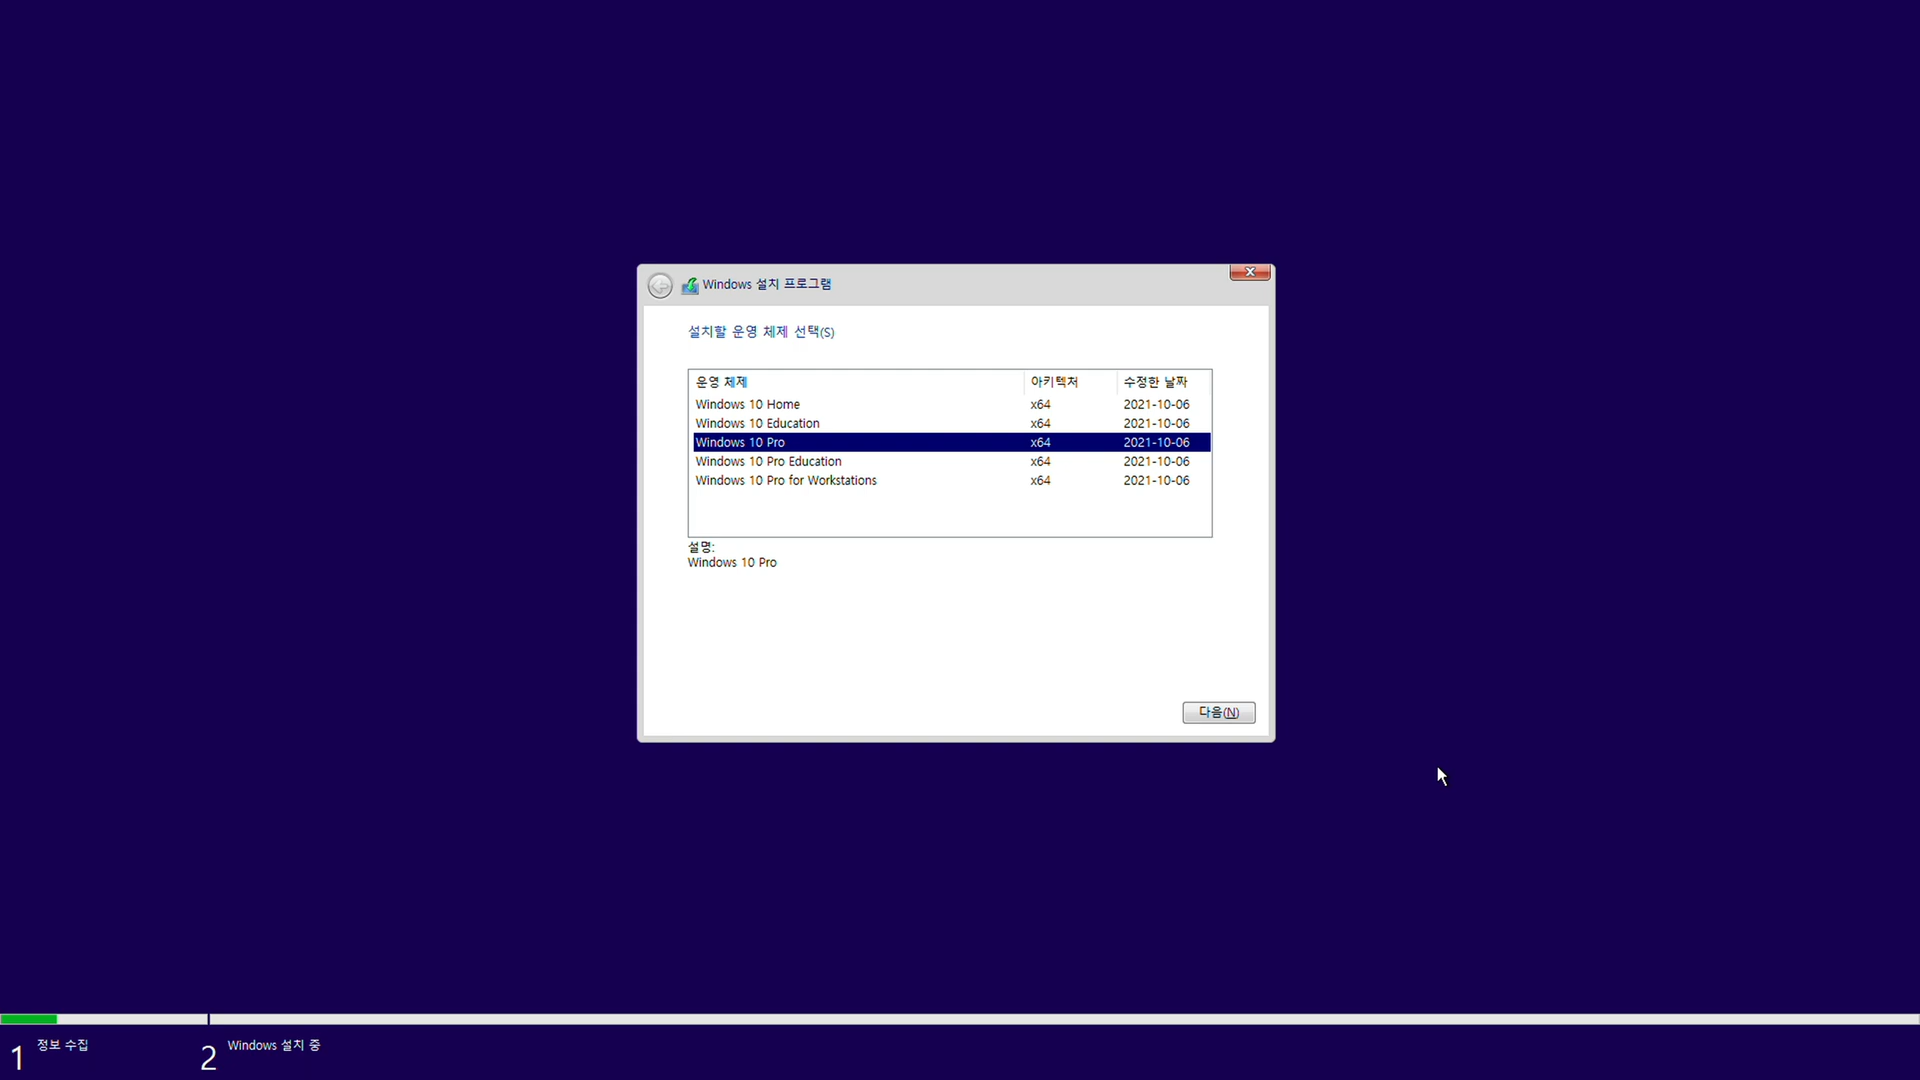 Windows 설치 프로그램
설치할 운영 체제 선택(S)
운영 체제 아키텍처 수정한 날짜
Windows 10 Home x64 2021-10-06
Windows 10 Education x64 2021-10-06
Windows 10 Pro x64 2021-10-06
Windows 10 Pro Education x64 2021-10-06
Windows 10 Pro for Workstations x64 2021-10-06
설명:
Windows 10 Pro
다음(N)
1 정보 수집 2 Windows 설치 중